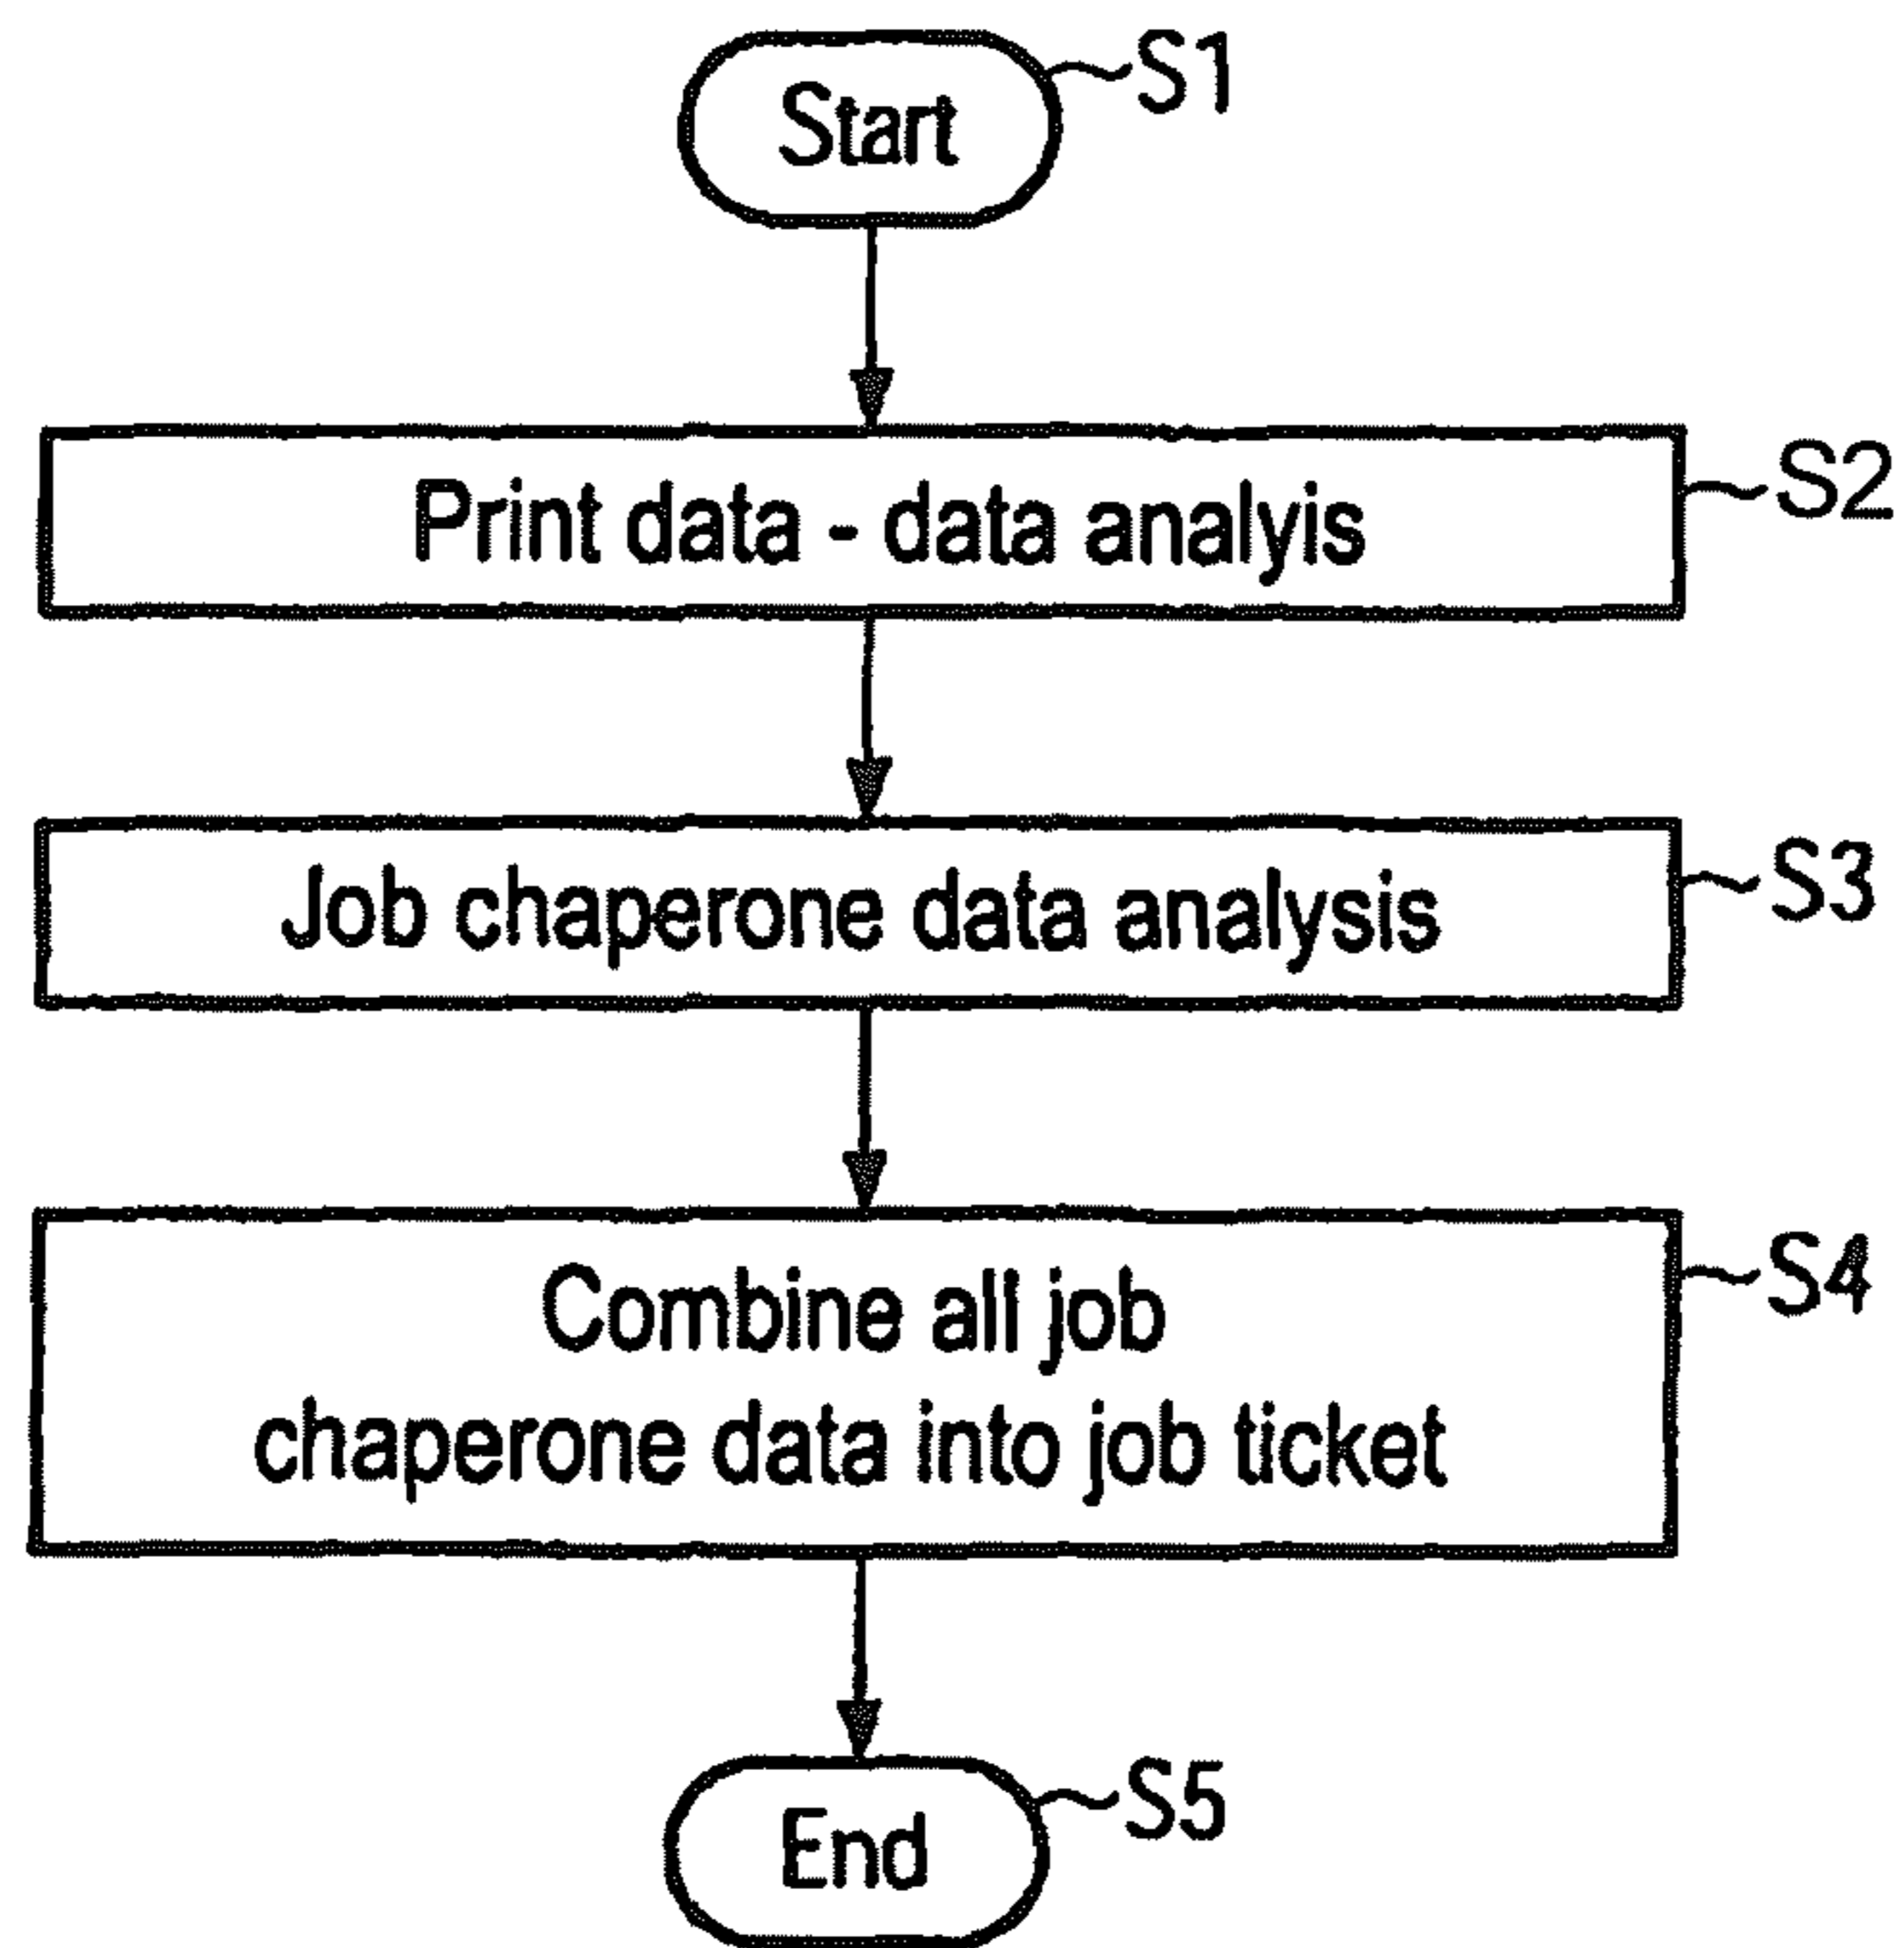 Start
S1
Print data - data analyis
S2
Job chaperone data analysis
S3
Combine all job
S4
chaperone data into job ticket
End
S5